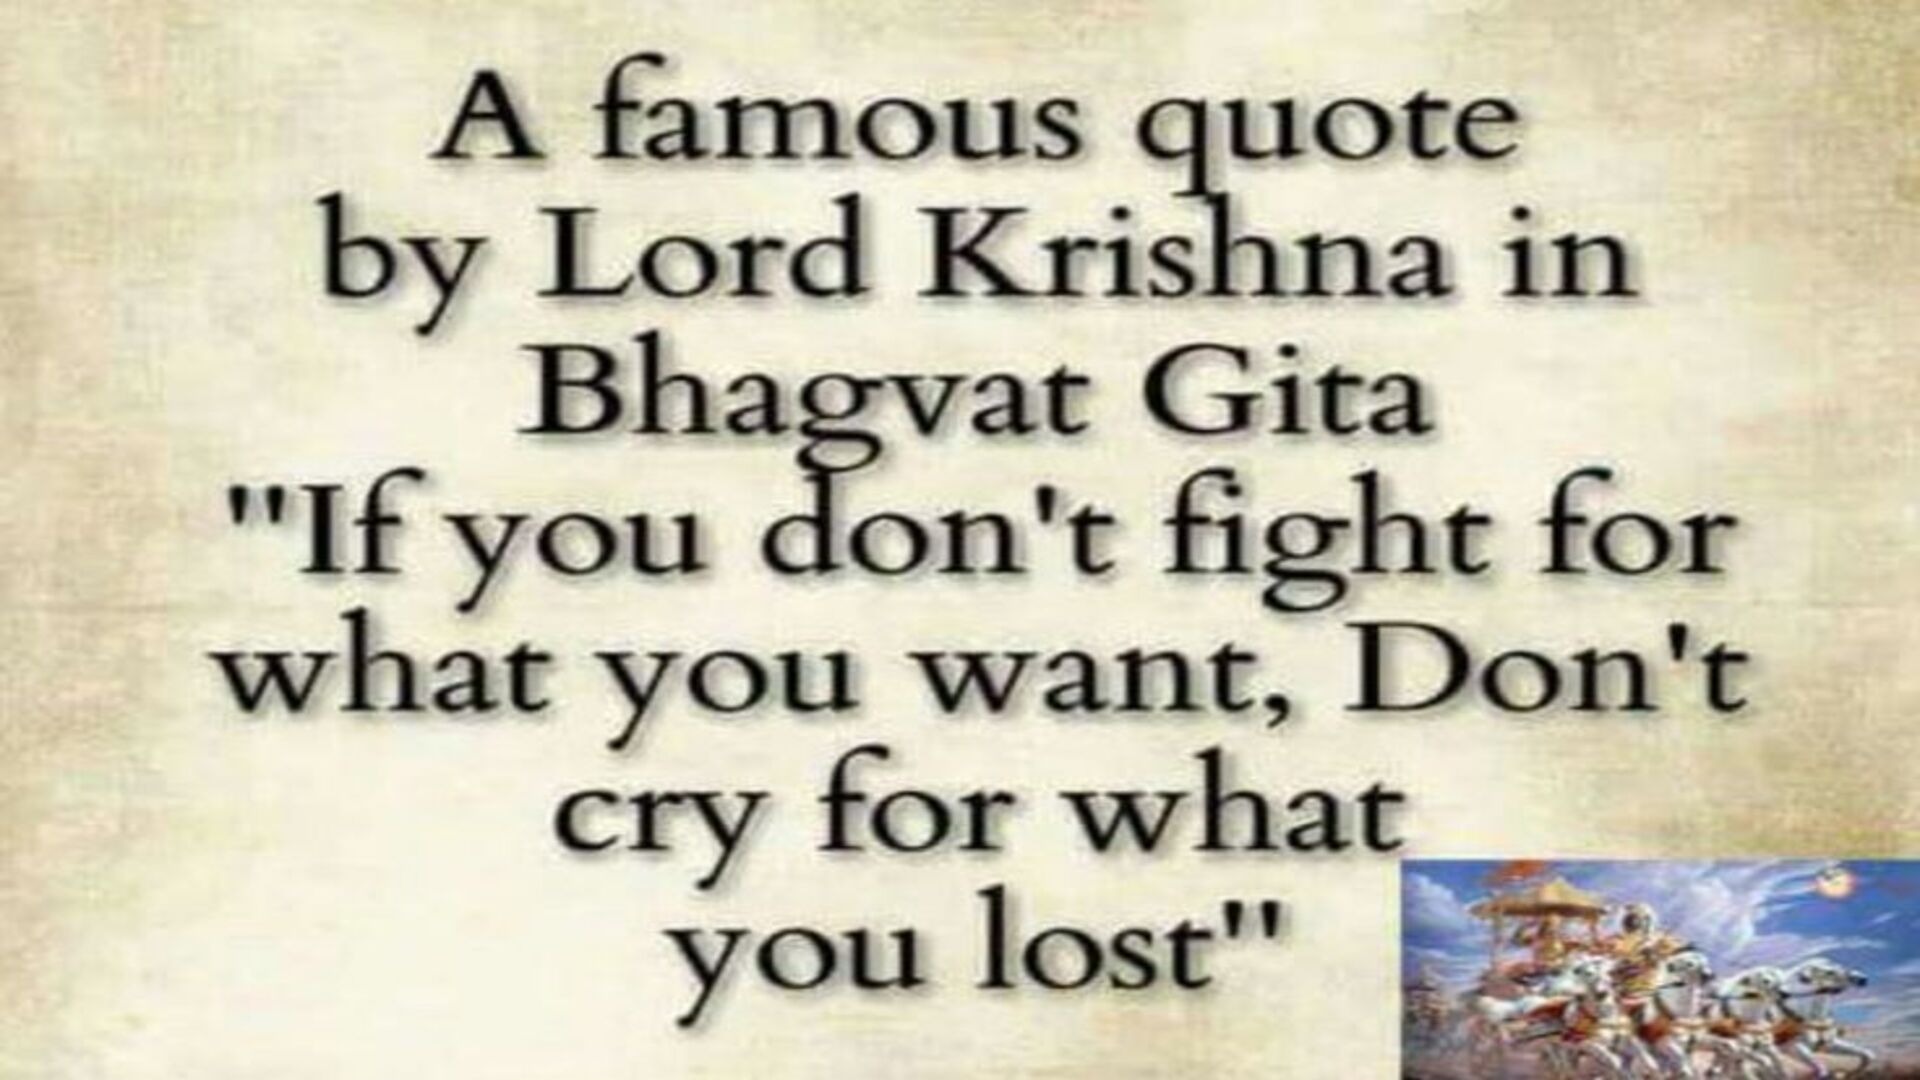 A famous quote
by Lord Krishna in
Bhagvat Gita
"If you don't fight for
what you want, Don't
cry for what
you lost"